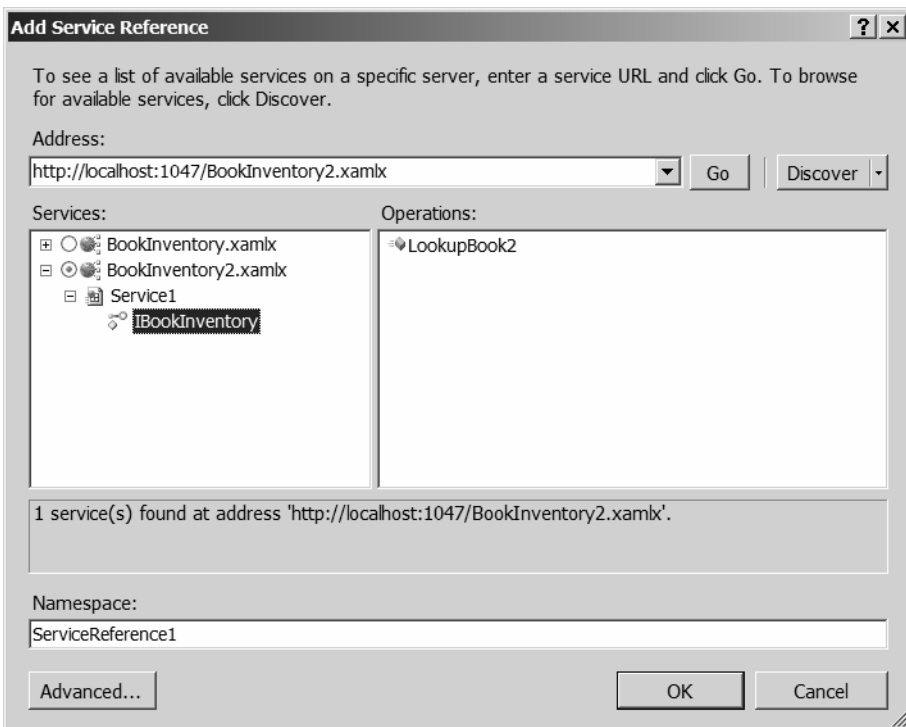 Add Service Reference
To see a list of available services on a specific server, enter a service URL and click Go. To browse
for available services, click Discover.
Address:
http://localhost:1047/BookInventory2.xamlx
Go
Discover
Services:
Operations:
BookInventory.xamlx
BookInventory2.xamlx
Service1
IBookInventory
LookupBook2
1 service(s) found at address 'http://localhost:1047/BookInventory2.xamlx'.
Namespace:
ServiceReference1
Advanced...
OK
Cancel